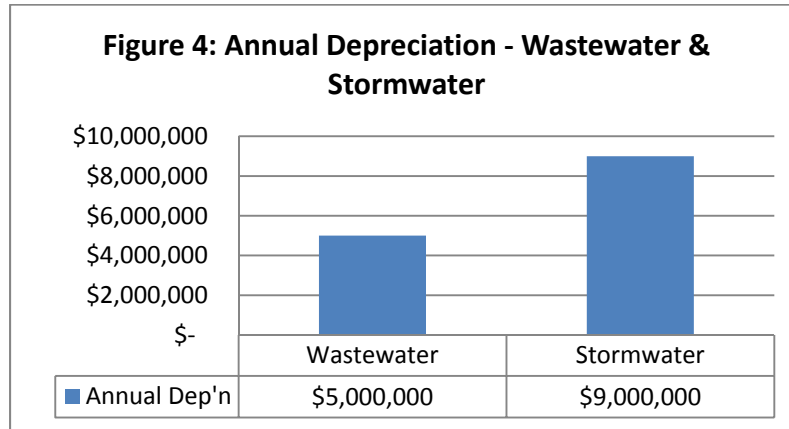 Figure 4: Annual Depreciation - Wastewater &
Stormwater
$10,000,000
$8,000,000
$6,000,000
$4,000,000
$2,000,000
$-
Wastewater Stormwater
Annual Dep'n $5,000,000 $9,000,000